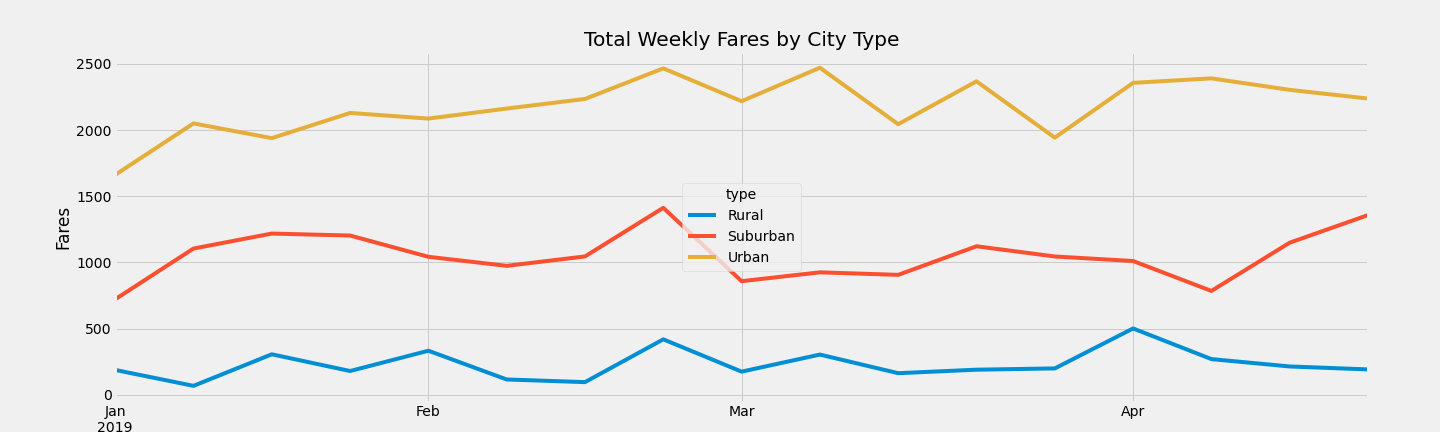 Total Weekly Fares by City Type
Fares
2500
2000
1500
1000
500
0
type
Rural
Suburban
Urban
Jan
2019
Feb
Mar
Apr